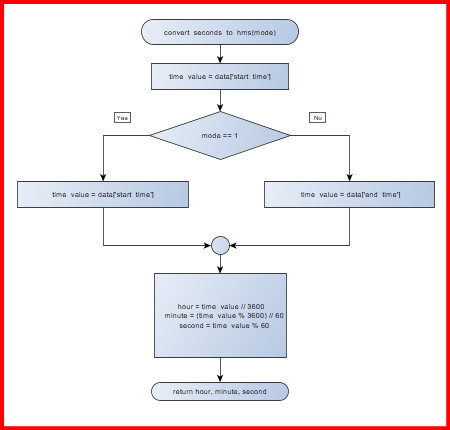 convert seconds to hms(mode)
time value = data['start time']
Yes
No
mode == 1
time value = data['start time']
time value = data['end time']
hour = time value // 3600
minute = (time value % 3600) // 60
second = time value % 60
return hour, minute, second